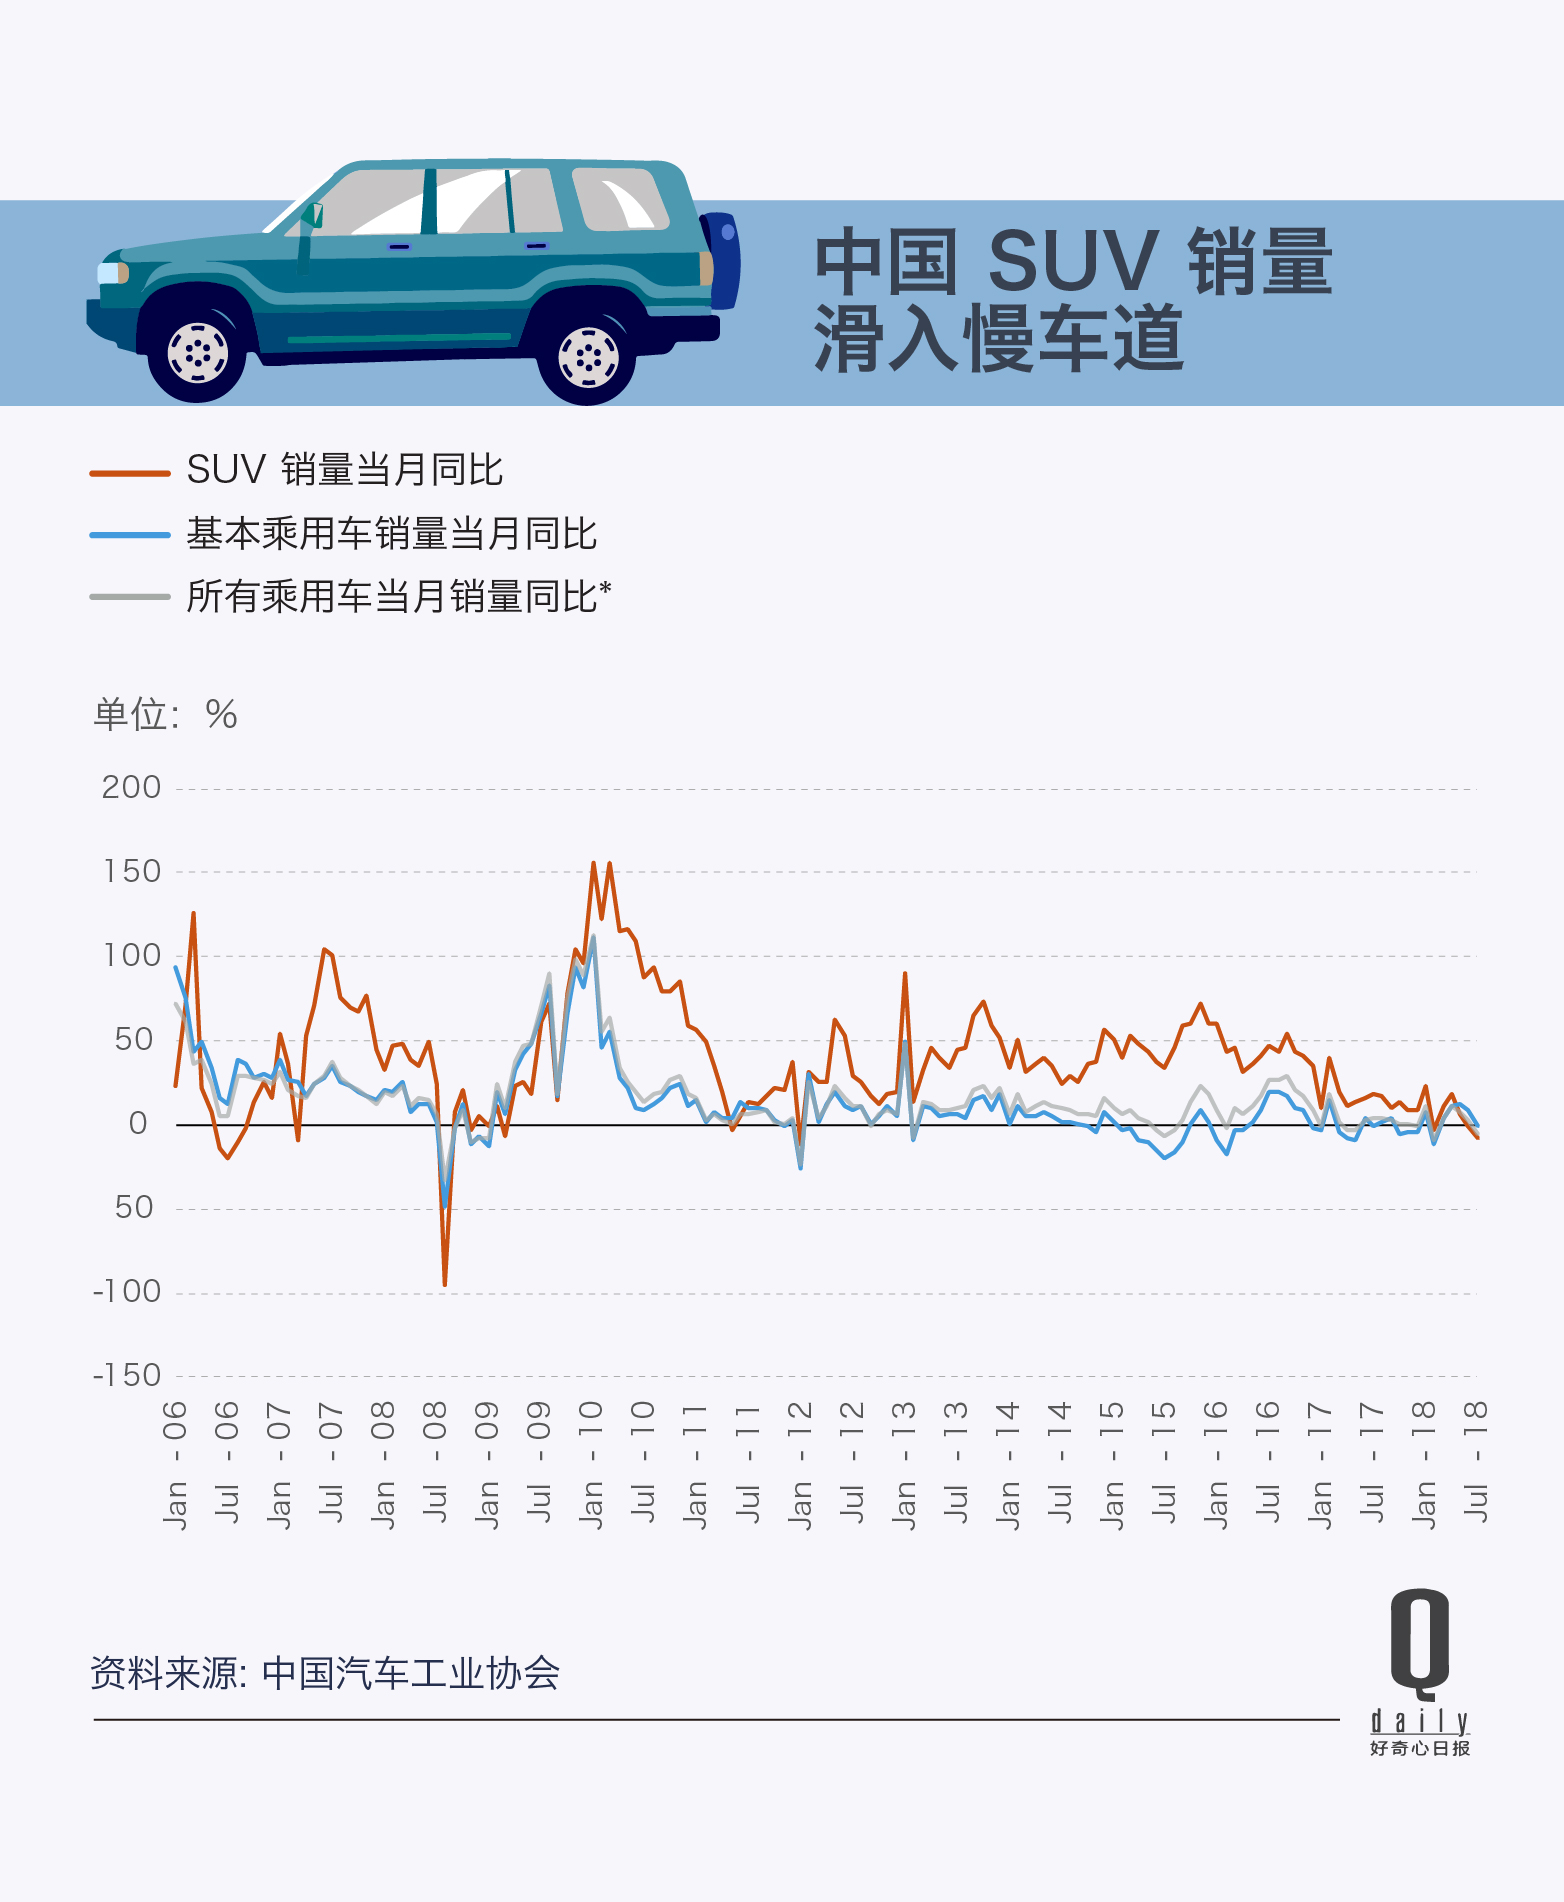 中国 SUV 销量
滑入慢车道
SUV 销量当月同比
基本乘用车销量当月同比
所有乘用车当月销量同比*
单位：%
200
150
100
50
0
50
-100
-150
Jan - 06
Jul - 06
Jan - 07
Jul - 07
Jan - 08
Jul - 08
Jan - 09
Jul - 09
Jan - 10
Jul - 10
Jan - 11
Jul - 11
Jan - 12
Jul - 12
Jan - 13
Jul - 13
Jan - 14
Jul - 14
Jan - 15
Jul - 15
Jan - 16
Jul - 16
Jan - 17
Jul - 17
Jan - 18
Jul - 18
资料来源: 中国汽车工业协会
Q
daily
好奇心日报